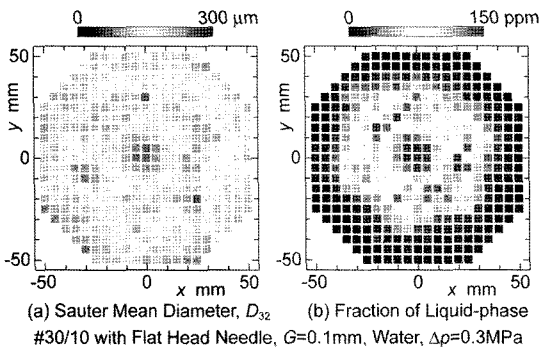 0 300 μm 0 150 ppm
50 50
y mm y mm
0 0
-50 -50
-50 0 50 -50 0 50
x mm x mm
(a) Sauter Mean Diameter, D32 (b) Fraction of Liquid-phase
#30/10 with Flat Head Needle, G=0.1mm, Water, Δp=0.3MPa